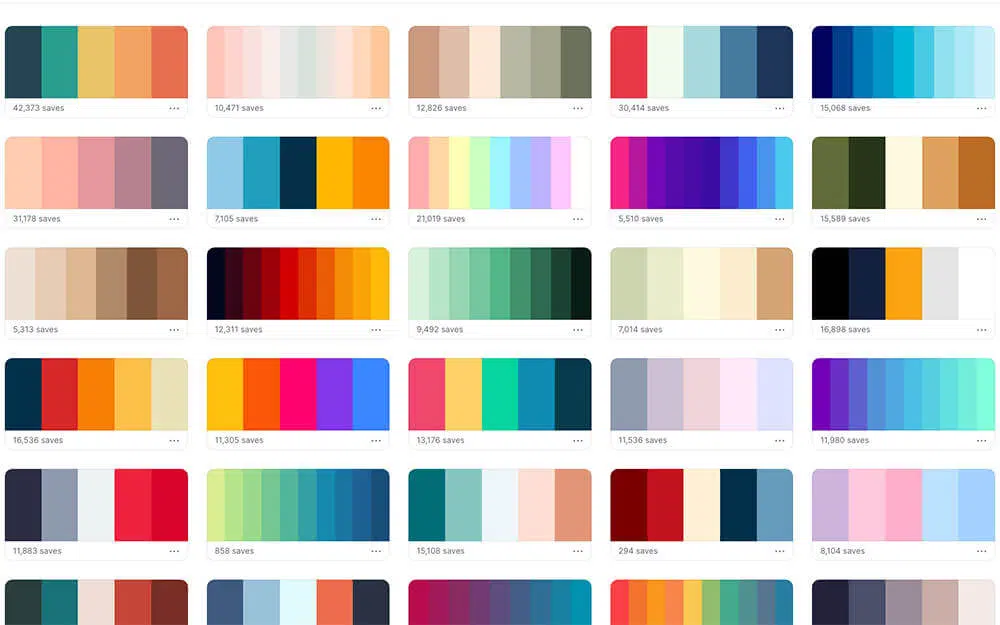 42,373 saves
10,471 saves
12,826 saves
30,414 saves
15,068 saves
31,178 saves
7,105 saves
21,019 saves
5,510 saves
15,589 saves
5,313 saves
12,311 saves
9,492 saves
7,014 saves
16,898 saves
16,536 saves
11,305 saves
13,176 saves
11,536 saves
11,980 saves
11,883 saves
858 saves
15,108 saves
294 saves
8,104 saves